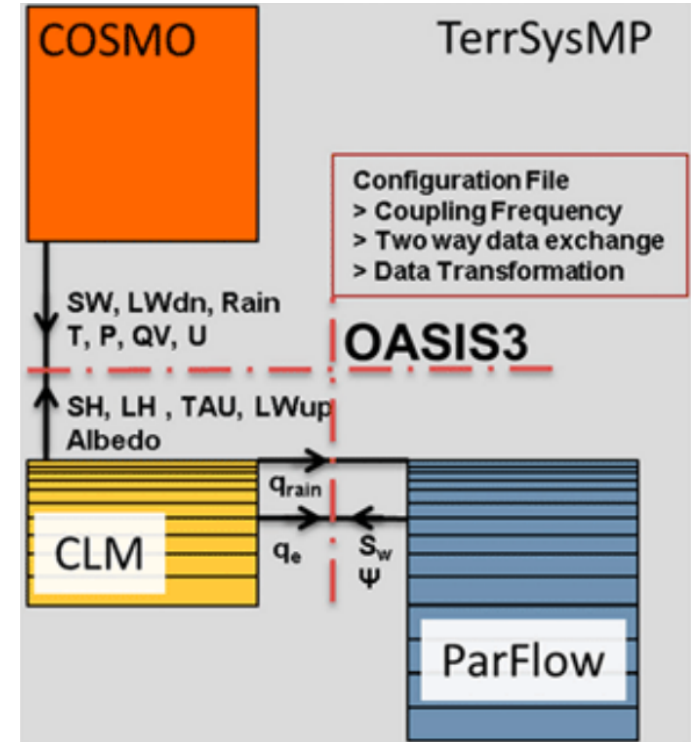 COSMO
TerrSysMP
Configuration File
> Coupling Frequency
> Two way data exchange
> Data Transformation
SW, LWdn, Rain
T, P, QV, U
OASIS3
SH, LH , TAU, LWup
Albedo
qrain
qe
Sw
Ψ
CLM
ParFlow